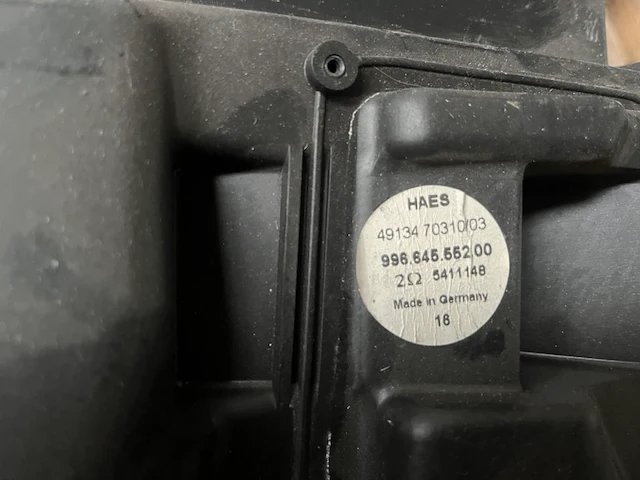 HAES
49134 70310/03
996.645.552.00
2Ω 5411148
Made in Germany
16